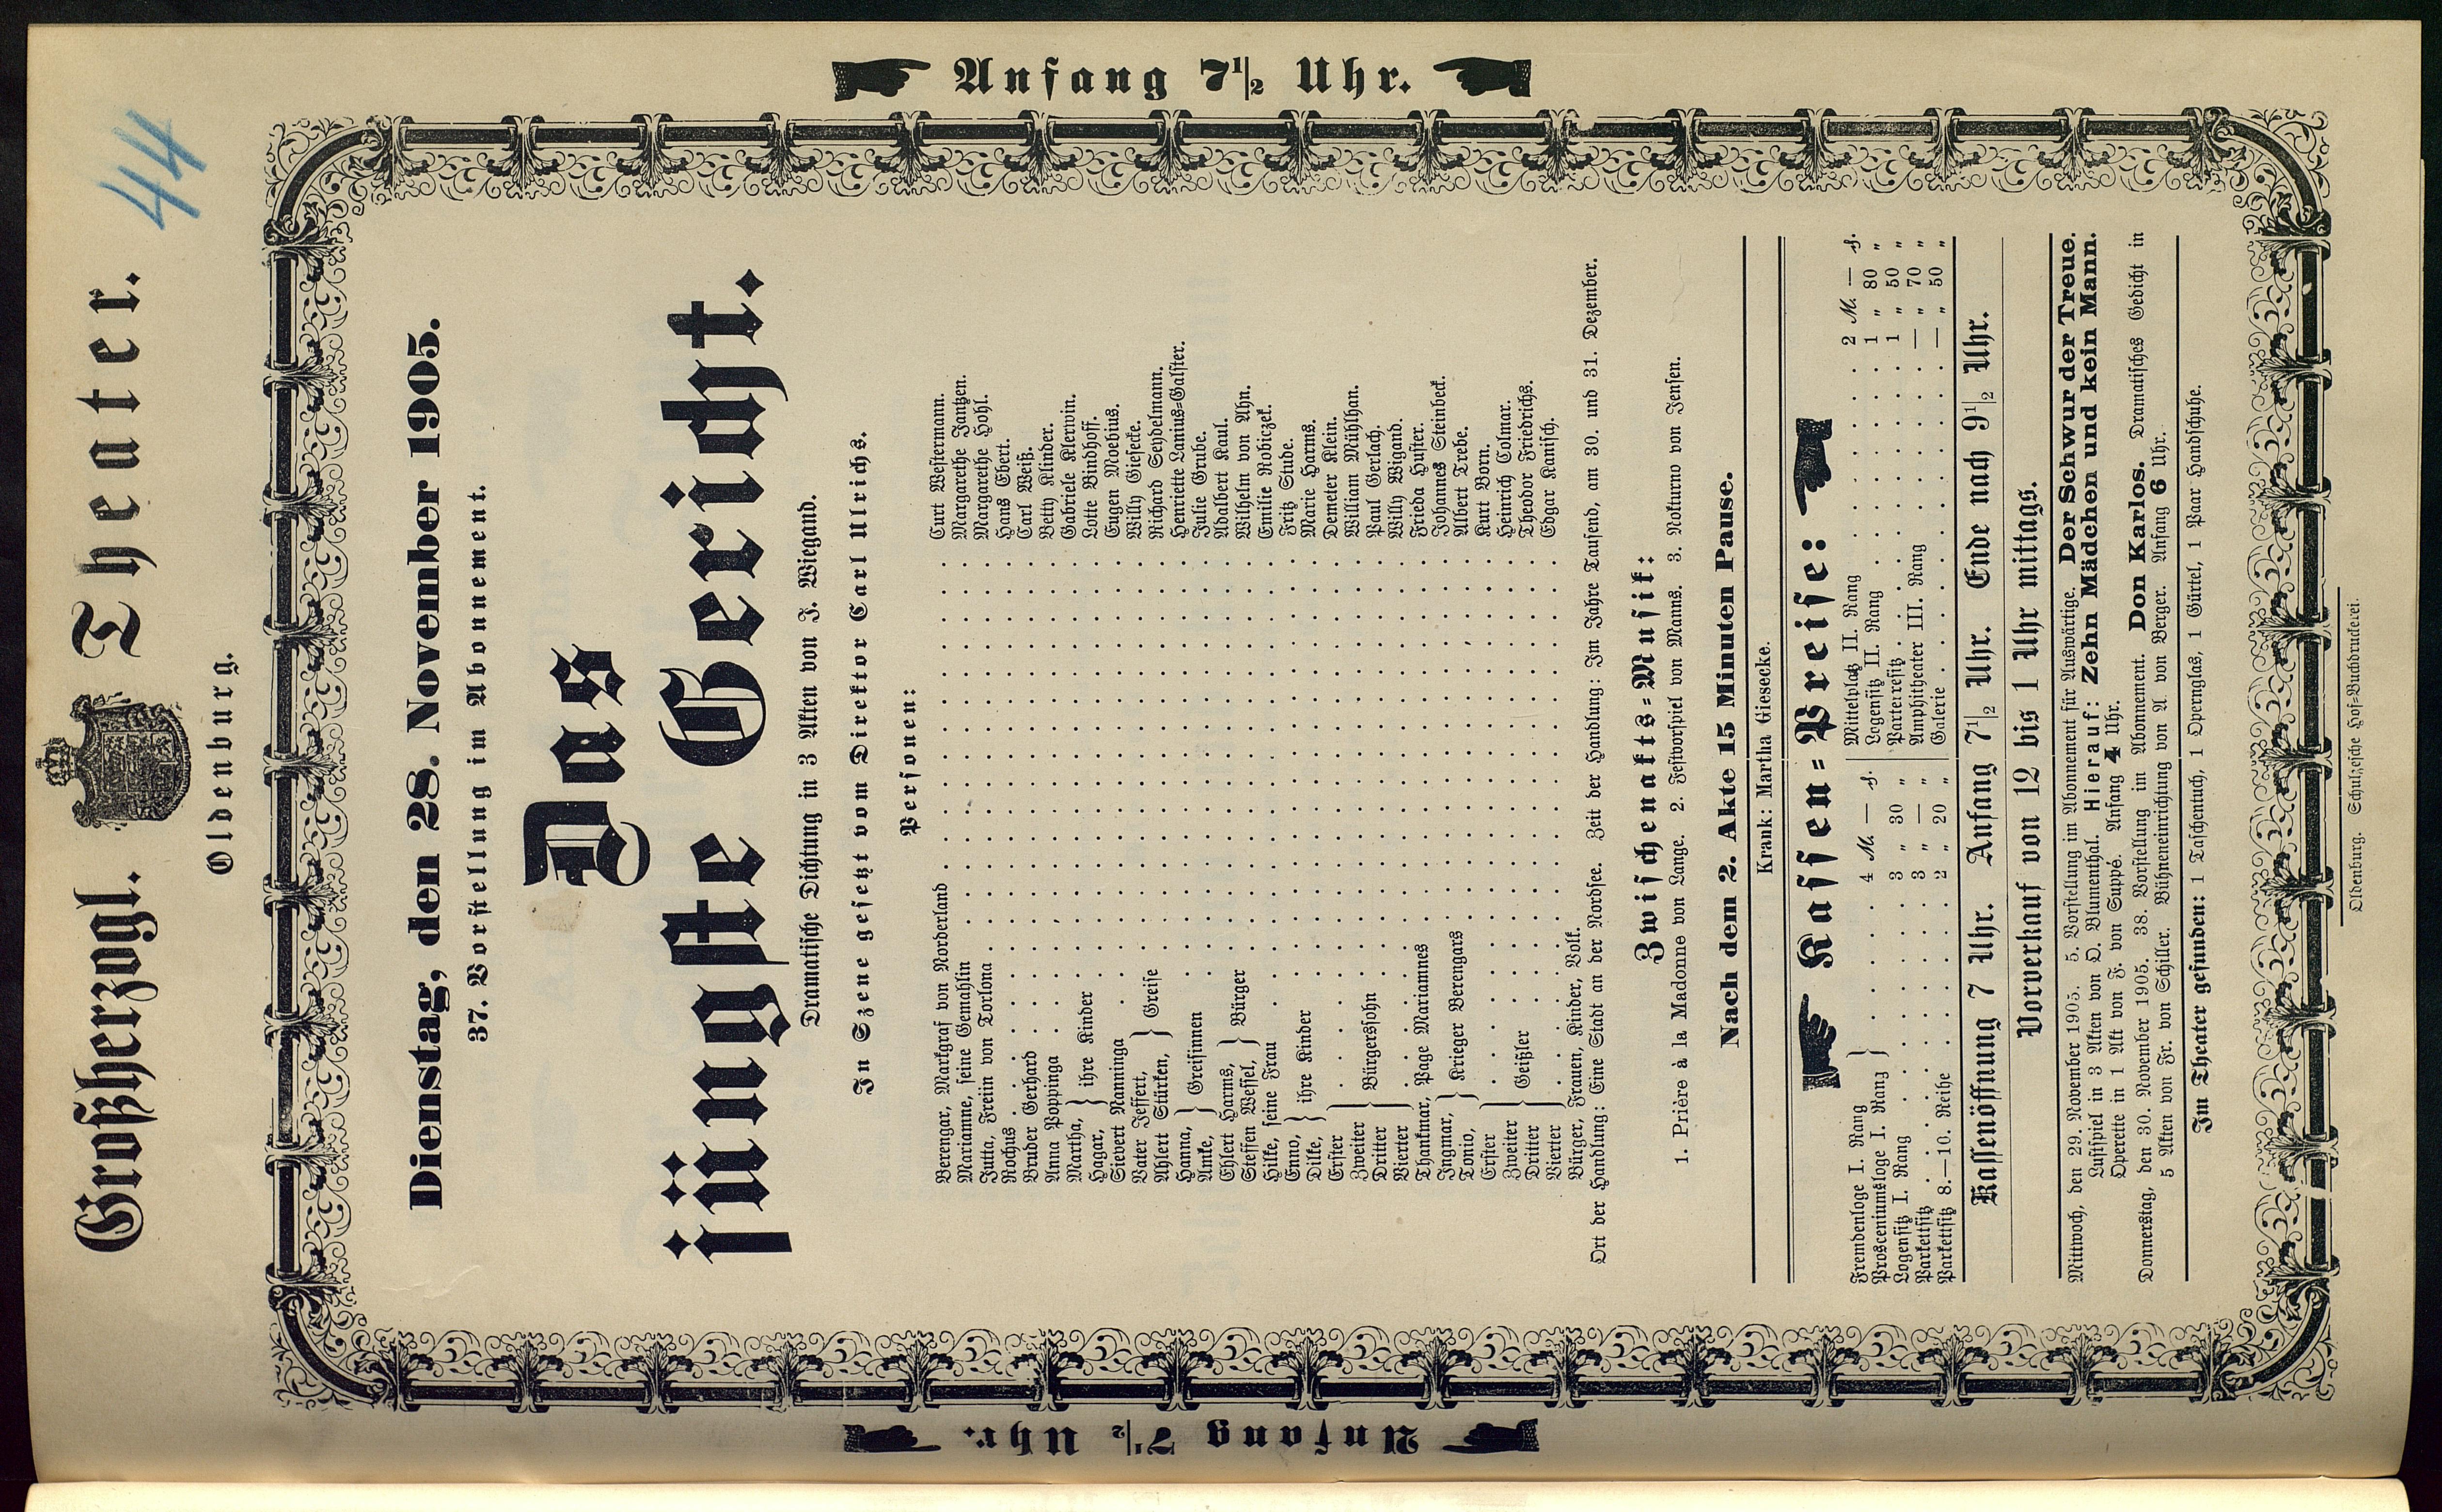 44
Großherzogl. Theater.
Oldenburg.
Anfang 7½ Uhr.
Anfang 7½ Uhr.
Dienstag, den 28. November 1905.
37. Vorstellung im Abonnement.
Das
jüngste Gericht.
Dramatische Dichtung in 3 Akten von J. Wiegand.
In Szene gesetzt vom Direktor Carl Ulrichs.
Personen:
Berengar, Markgraf von Norderland . . . Curt Westermann.
Marianne, seine Gemahlin . . . Margarethe Jantzen.
Jutta, Frein von Torlona . . . Margarethe Hohl.
Rochus . . . Hans Ebert.
Bruder Gerhard . . . Carl Weiß.
Anna Poppinga . . . Betty Klinder.
Martha, } ihre Kinder . . . Gabriele Klerwin.
Hagar, } . . . Lotte Bindhoff.
Sievert Nanninga . . . Eugen Moebius.
Vater Jeffert, } Greise . . . Willy Giesecke.
Ahlert Stürken, } . . . Richard Seydelmann.
Hanna, } Greisinnen . . . Henriette Lanius-Galster.
Amke, } . . . Julie Grube.
Ehlert Harms, } Bürger . . . Adalbert Kaul.
Steffen Wessel, } . . . Wilhelm von Ahn.
Hilke, seine Frau . . . Emilie Robiczek.
Enno, } ihre Kinder . . . Fritz Stude.
Dilke, } . . . Marie Harms.
Erster } . . . Demeter Klein.
Zweiter } Bürgerssohn . . . William Mühlhan.
Dritter } . . . Paul Gerlach.
Vierter } . . . Willy Wigand.
Thankmar, Page Mariannes . . . Frieda Huster.
Ingmar, } Krieger Berengars . . . Johannes Steinbeck.
Tonio, } . . . Albert Trebe.
Erster } . . . Kurt Born.
Zweiter } Geißler . . . Heinrich Colmar.
Dritter } . . . Theodor Friedrichs.
Vierter } . . . Edgar Kanisch.
Bürger, Frauen, Kinder, Volk.
Ort der Handlung: Eine Stadt an der Nordsee. Zeit der Handlung: Im Jahre Tausend, am 30. und 31. Dezember.
Zwischenakts-Musik:
1. Prière à la Madonne von Lange. 2. Festvorspiel von Manns. 3. Nokturno von Jensen.
Nach dem 2. Akte 15 Minuten Pause.
Krank: Martha Giesecke.
Kassen-Preise:
Fremdenloge I. Rang } Prosceniumsloge I. Rang } . . . 4 M. — ₰.
Logensitz I. Rang . . . 3 " 30 "
Parkettsitz . . . 3 " — "
Parkettsitz 8.—10. Reihe . . . 2 " 20 "
Mittelplatz II. Rang . . . 2 M. — ₰.
Logensitz II. Rang . . . 1 " 80 "
Parterresitz . . . 1 " 50 "
Amphitheater III. Rang . . . — " 70 "
Galerie . . . — " 50 "
Kassenöffnung 7 Uhr. Anfang 7½ Uhr. Ende nach 9½ Uhr.
Vorverkauf von 12 bis 1 Uhr mittags.
Mittwoch, den 29. November 1905. 5. Vorstellung im Abonnement für Auswärtige. Der Schwur der Treue.
Lustspiel in 3 Akten von O. Blumenthal. Hierauf: Zehn Mädchen und kein Mann.
Operette in 1 Akt von F. von Suppé. Anfang 4 Uhr.
Donnerstag, den 30. November 1905. 38. Vorstellung im Abonnement. Don Karlos. Dramatisches Gedicht in
5 Akten von Fr. von Schiller. Bühneneinrichtung von A. von Berger. Anfang 6 Uhr.
Im Theater gefunden: 1 Taschentuch, 1 Opernglas, 1 Gürtel, 1 Paar Handschuhe.
Oldenburg. Schulzesche Hof-Buchdruckerei.